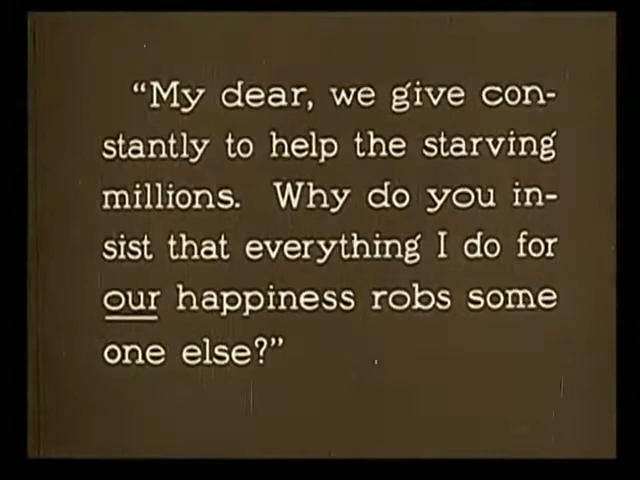 “My dear, we give con-
stantly to help the starving
millions. Why do you in-
sist that everything I do for
our happiness robs some
one else?”